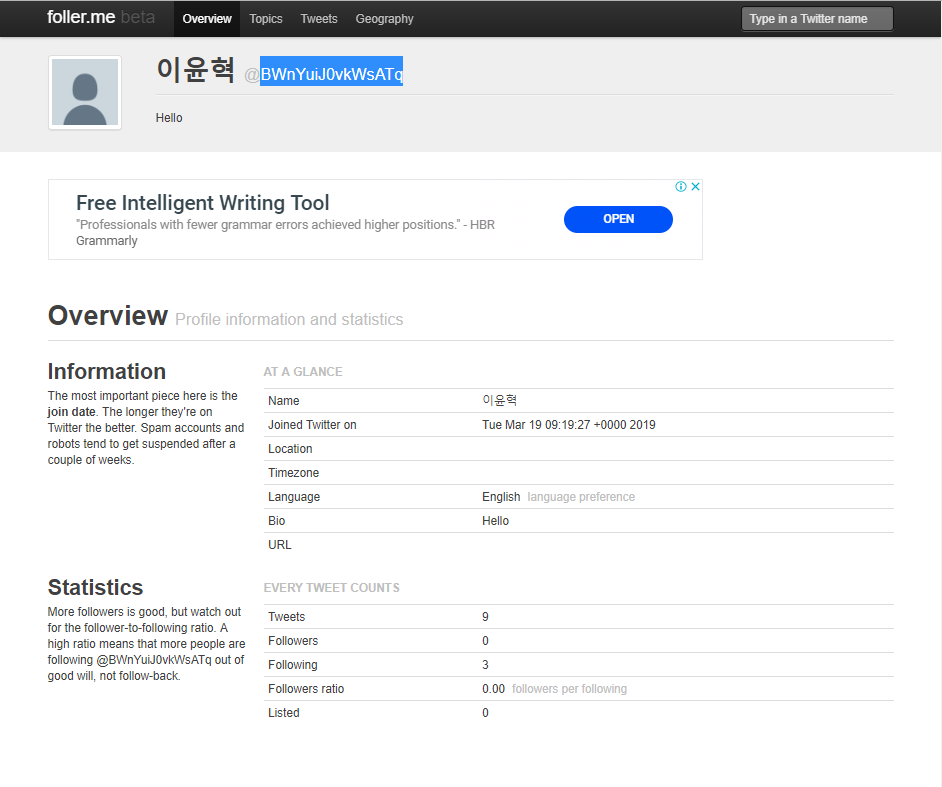 foller.me beta Overview Topics Tweets Geography Type in a Twitter name
이윤혁 @BWnYuiJ0vkWsATq
Hello
Free Intelligent Writing Tool
"Professionals with fewer grammar errors achieved higher positions." - HBR
Grammarly
OPEN
Overview Profile information and statistics
Information
The most important piece here is the
join date. The longer they're on
Twitter the better. Spam accounts and
robots tend to get suspended after a
couple of weeks.
AT A GLANCE
Name 이윤혁
Joined Twitter on Tue Mar 19 09:19:27 +0000 2019
Location
Timezone
Language English language preference
Bio Hello
URL
Statistics
More followers is good, but watch out
for the follower-to-following ratio. A
high ratio means that more people are
following @BWnYuiJ0vkWsATq out of
good will, not follow-back.
EVERY TWEET COUNTS
Tweets 9
Followers 0
Following 3
Followers ratio 0.00 followers per following
Listed 0